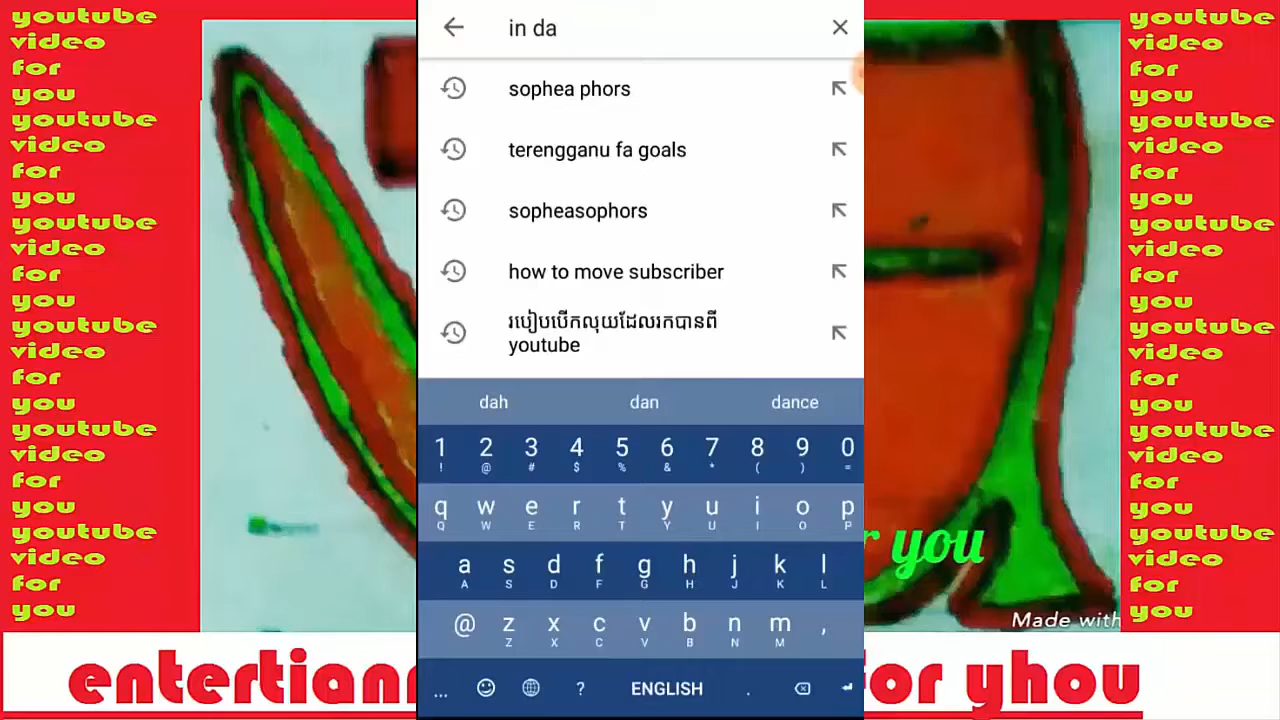 youtube
video
for
you
youtube
video
for
you
youtube
video
for
you
youtube
video
for
you
youtube
video
for
you
youtube
video
for
you
in da
sophea phors
terengganu fa goals
sopheasophors
how to move subscriber
របៀបបើកលុយដែលរកបានពី
youtube
dah dan dance
1 2 3 4 5 6 7 8 9 0
! @ # $ % & * ( ) =
q w e r t y u i o p
Q W E R T Y U I O P
a s d f g h j k l
A S D F G H J K L
@ z x c v b n m ,
Z X C V B N M
... ? ENGLISH .
youtube
video
for
you
youtube
video
for
you
youtube
video
for
you
youtube
video
for
you
youtube
video
for
you
youtube
video
for
you
r you
Made with
entertiann for yhou